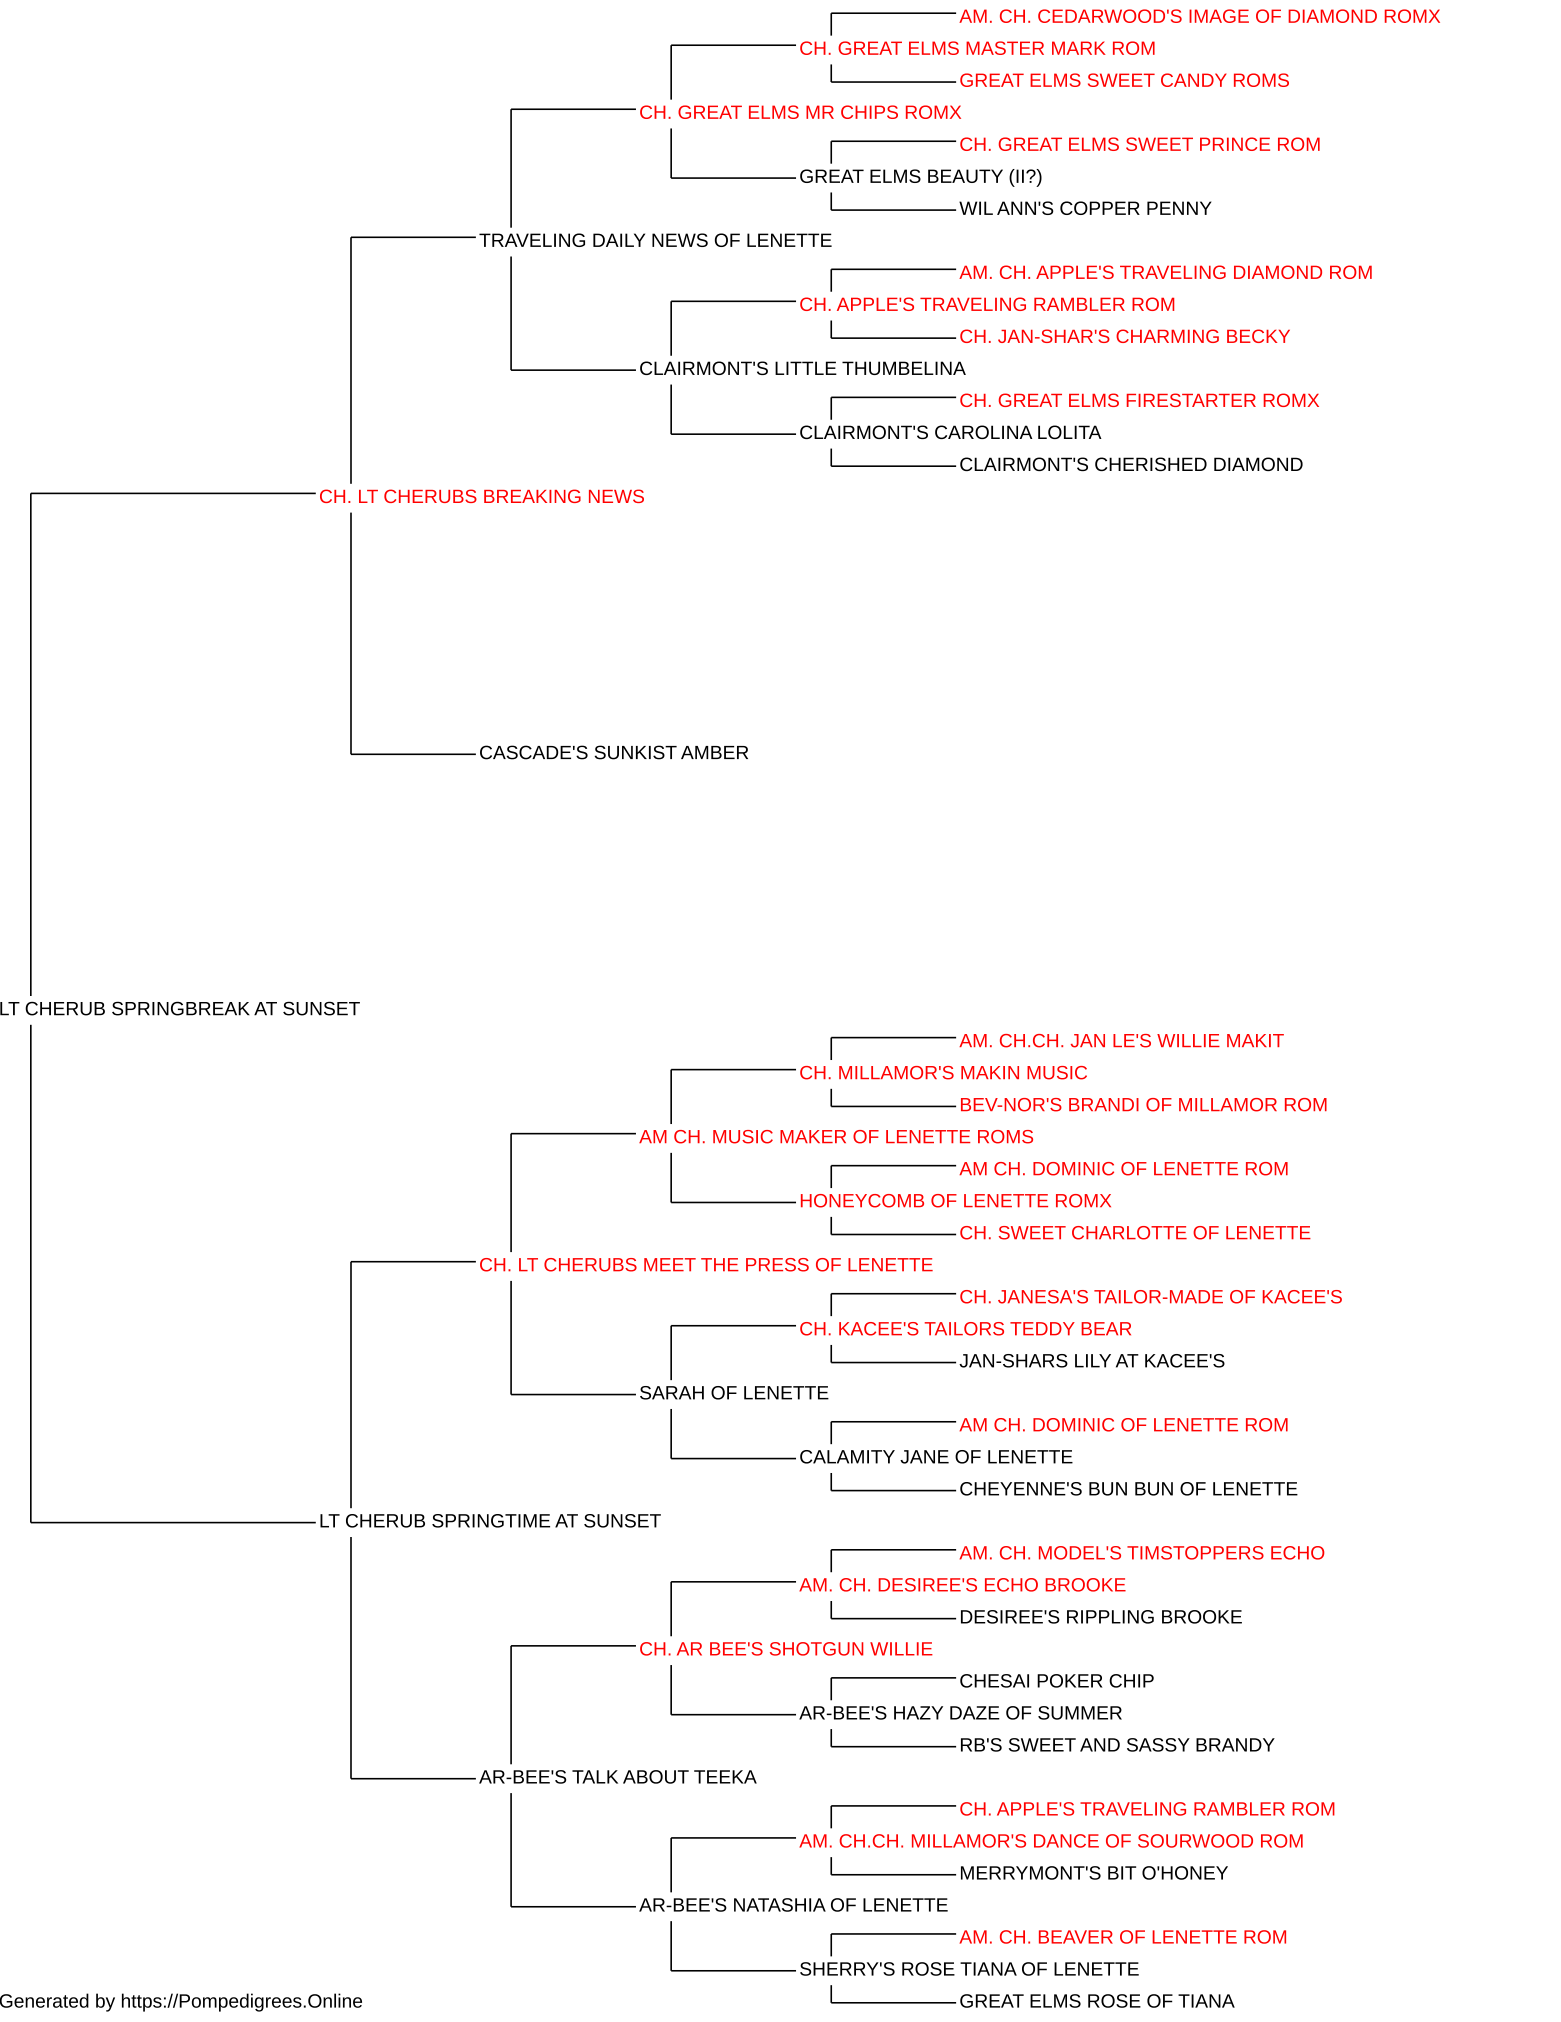 AM. CH. CEDARWOOD'S IMAGE OF DIAMOND ROMX
CH. GREAT ELMS MASTER MARK ROM
GREAT ELMS SWEET CANDY ROMS
CH. GREAT ELMS MR CHIPS ROMX
CH. GREAT ELMS SWEET PRINCE ROM
GREAT ELMS BEAUTY (II?)
WIL ANN'S COPPER PENNY
TRAVELING DAILY NEWS OF LENETTE
AM. CH. APPLE'S TRAVELING DIAMOND ROM
CH. APPLE'S TRAVELING RAMBLER ROM
CH. JAN-SHAR'S CHARMING BECKY
CLAIRMONT'S LITTLE THUMBELINA
CH. GREAT ELMS FIRESTARTER ROMX
CLAIRMONT'S CAROLINA LOLITA
CLAIRMONT'S CHERISHED DIAMOND
CH. LT CHERUBS BREAKING NEWS
CASCADE'S SUNKIST AMBER
LT CHERUB SPRINGBREAK AT SUNSET
AM. CH.CH. JAN LE'S WILLIE MAKIT
CH. MILLAMOR'S MAKIN MUSIC
BEV-NOR'S BRANDI OF MILLAMOR ROM
AM CH. MUSIC MAKER OF LENETTE ROMS
AM CH. DOMINIC OF LENETTE ROM
HONEYCOMB OF LENETTE ROMX
CH. SWEET CHARLOTTE OF LENETTE
CH. LT CHERUBS MEET THE PRESS OF LENETTE
CH. JANESA'S TAILOR-MADE OF KACEE'S
CH. KACEE'S TAILORS TEDDY BEAR
JAN-SHARS LILY AT KACEE'S
SARAH OF LENETTE
AM CH. DOMINIC OF LENETTE ROM
CALAMITY JANE OF LENETTE
CHEYENNE'S BUN BUN OF LENETTE
LT CHERUB SPRINGTIME AT SUNSET
AM. CH. MODEL'S TIMSTOPPERS ECHO
AM. CH. DESIREE'S ECHO BROOKE
DESIREE'S RIPPLING BROOKE
CH. AR BEE'S SHOTGUN WILLIE
CHESAI POKER CHIP
AR-BEE'S HAZY DAZE OF SUMMER
RB'S SWEET AND SASSY BRANDY
AR-BEE'S TALK ABOUT TEEKA
CH. APPLE'S TRAVELING RAMBLER ROM
AM. CH.CH. MILLAMOR'S DANCE OF SOURWOOD ROM
MERRYMONT'S BIT O'HONEY
AR-BEE'S NATASHIA OF LENETTE
AM. CH. BEAVER OF LENETTE ROM
SHERRY'S ROSE TIANA OF LENETTE
GREAT ELMS ROSE OF TIANA
Generated by https://Pompedigrees.Online